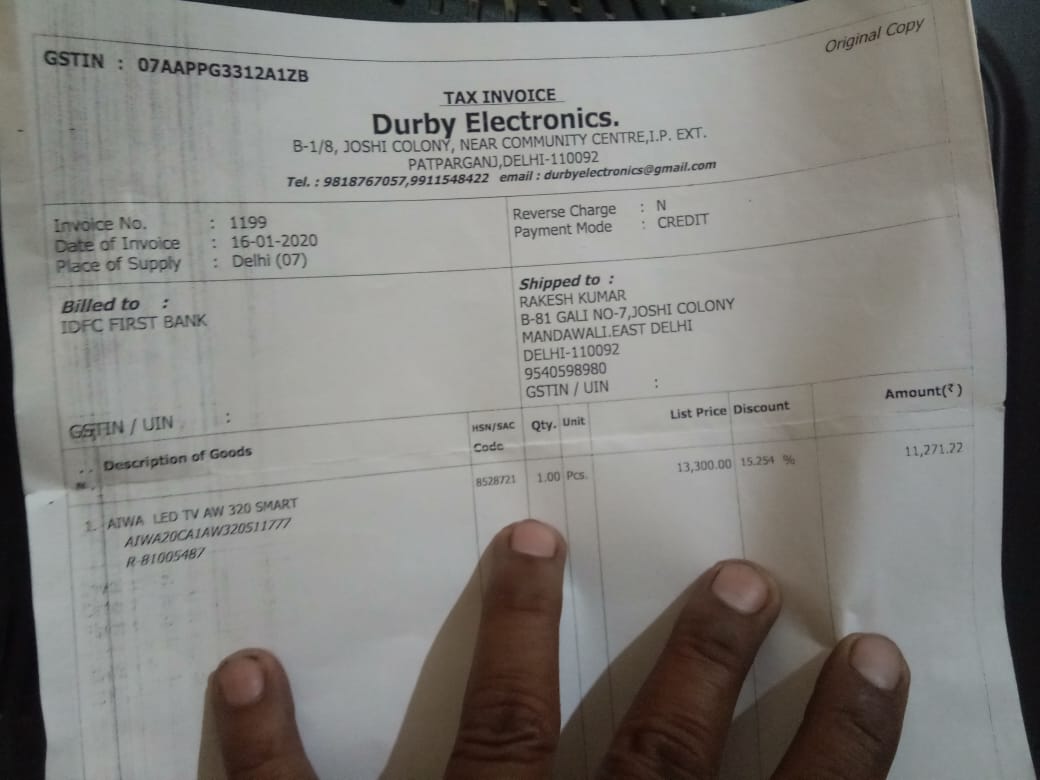 Original Copy
GSTIN : 07AAPPG3312A1ZB
TAX INVOICE
Durby Electronics.
B-1/8, JOSHI COLONY, NEAR COMMUNITY CENTRE,I.P. EXT.
PATPARGANJ,DELHI-110092
Tel. : 9818767057,9911548422 email : durbyelectronics@gmail.com
Invoice No. : 1199
Date of Invoice : 16-01-2020
Place of Supply : Delhi (07)
Reverse Charge : N
Payment Mode : CREDIT
Billed to :
IDFC FIRST BANK
GSTIN / UIN :
Shipped to :
RAKESH KUMAR
B-81 GALI NO-7,JOSHI COLONY
MANDAWALI.EAST DELHI
DELHI-110092
9540598980
GSTIN / UIN :
Description of Goods HSN/SAC Code Qty. Unit List Price Discount Amount(₹)
1. AIWA LED TV AW 320 SMART 8528721 1.00 Pcs. 13,300.00 15.254 % 11,271.22
AIWA20CA1AW320511777
R-81005487